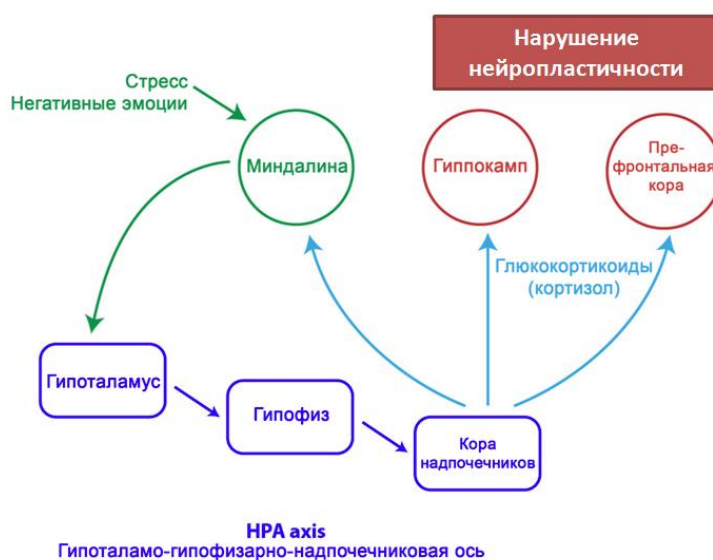 Нарушение
нейропластичности
Стресс
Негативные эмоции
Миндалина
Гиппокамп
Пре-
фронтальная
кора
Глюкокортикоиды
(кортизол)
Гипоталамус
Гипофиз
Кора
надпочечников
HPA axis
Гипоталамо-гипофизарно-надпочечниковая ось